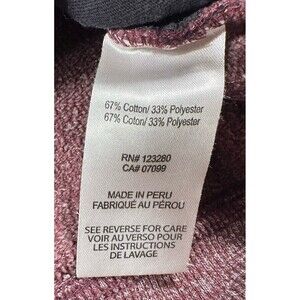 67% Cotton/ 33% Polyester
67% Coton/ 33% Polyester
RN# 123280
CA# 07099
MADE IN PERU
FABRIQUÉ AU PÉROU
SEE REVERSE FOR CARE
VOIR AU VERSO POUR
LES INSTRUCTIONS
DE LAVAGE